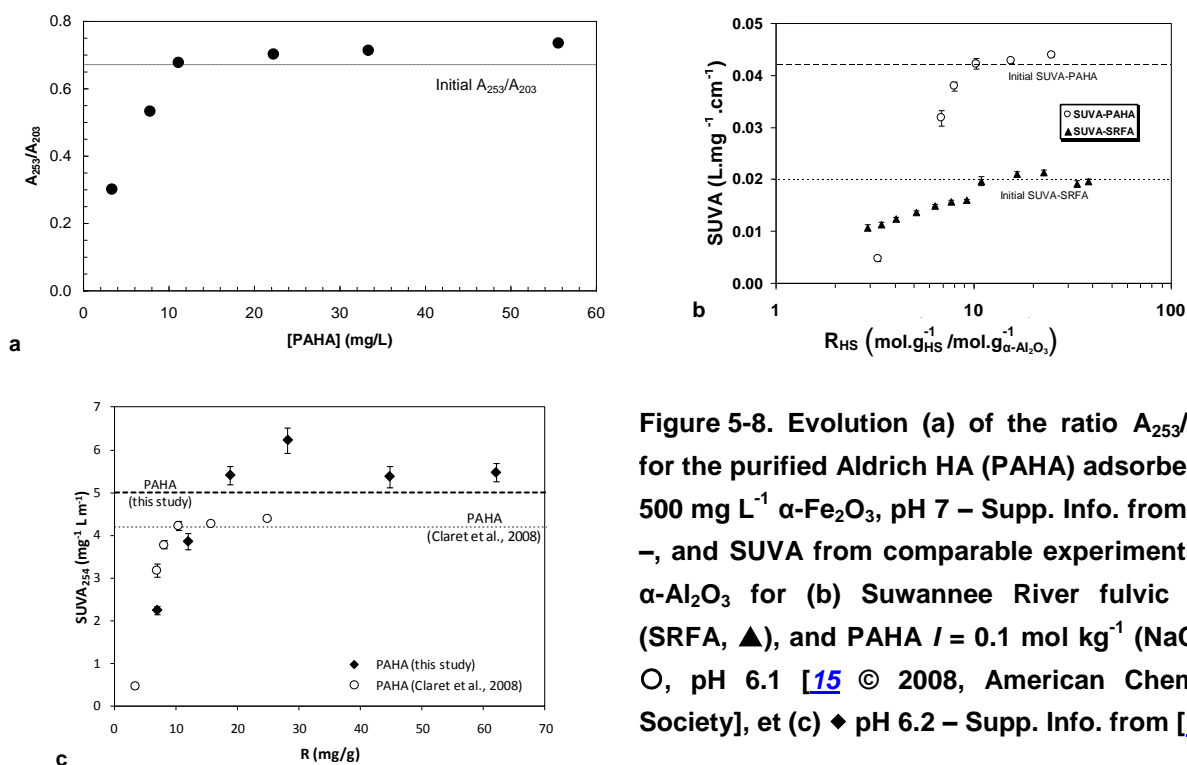 0.8
0.6
0.4
0.2
0.0
0 10 20 30 40 50 60
A253/A203
Initial A253/A203
[PAHA] (mg/L)
a
0.05
0.04
0.03
0.02
0.01
0.00
1 10 100
SUVA (L.mg-1.cm-1)
Initial SUVA-PAHA
SUVA-PAHA
SUVA-SRFA
Initial SUVA-SRFA
b
RHS (mol.g-1HS/mol.g-1α-Al2O3)
7
6
5
4
3
2
1
0
0 10 20 30 40 50 60 70
SUVA254 (mg-1 L m-1)
PAHA
(this study)
PAHA
(Claret et al., 2008)
PAHA (this study)
PAHA (Claret et al., 2008)
R (mg/g)
c
Figure 5-8. Evolution (a) of the ratio A253/
for the purified Aldrich HA (PAHA) adsorbe
500 mg L-1 α-Fe2O3, pH 7 – Supp. Info. from
–, and SUVA from comparable experiment
α-Al2O3 for (b) Suwannee River fulvic
(SRFA, ▲), and PAHA I = 0.1 mol kg-1 (NaC
O, pH 6.1 [15 © 2008, American Chem
Society], et (c) ◆ pH 6.2 – Supp. Info. from [